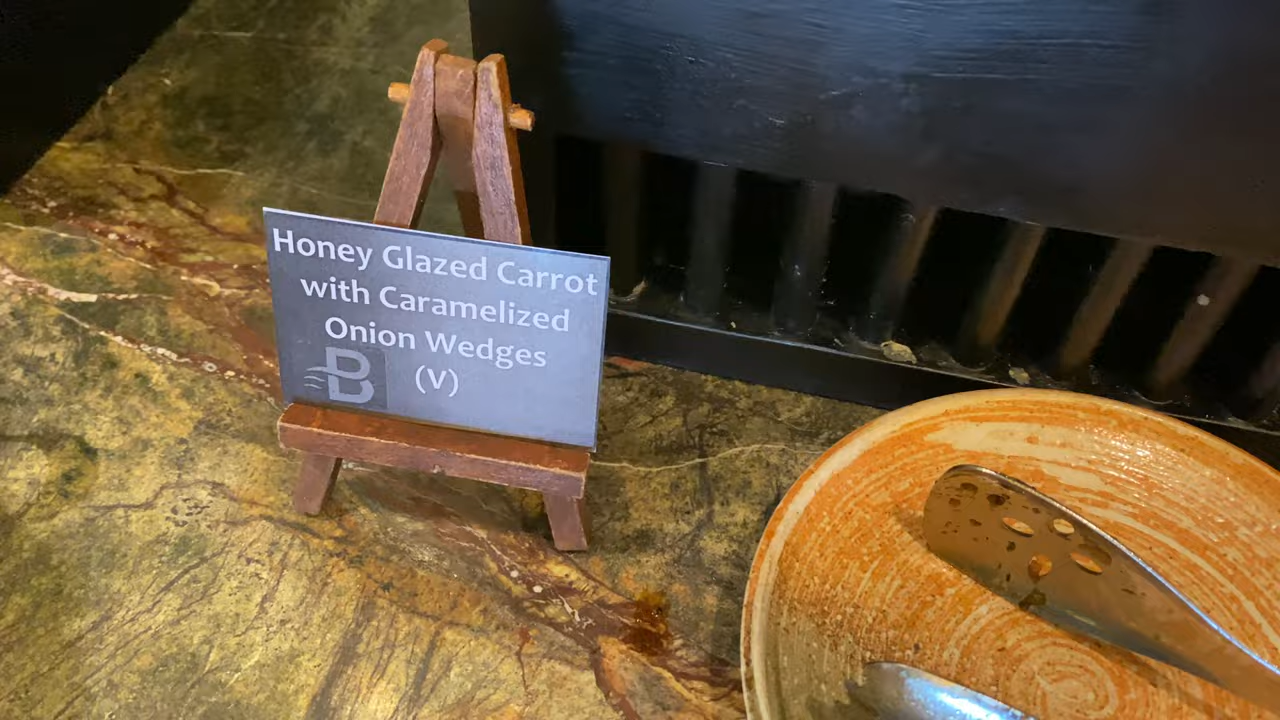 Honey Glazed Carrot
with Caramelized
Onion Wedges
(V)
B